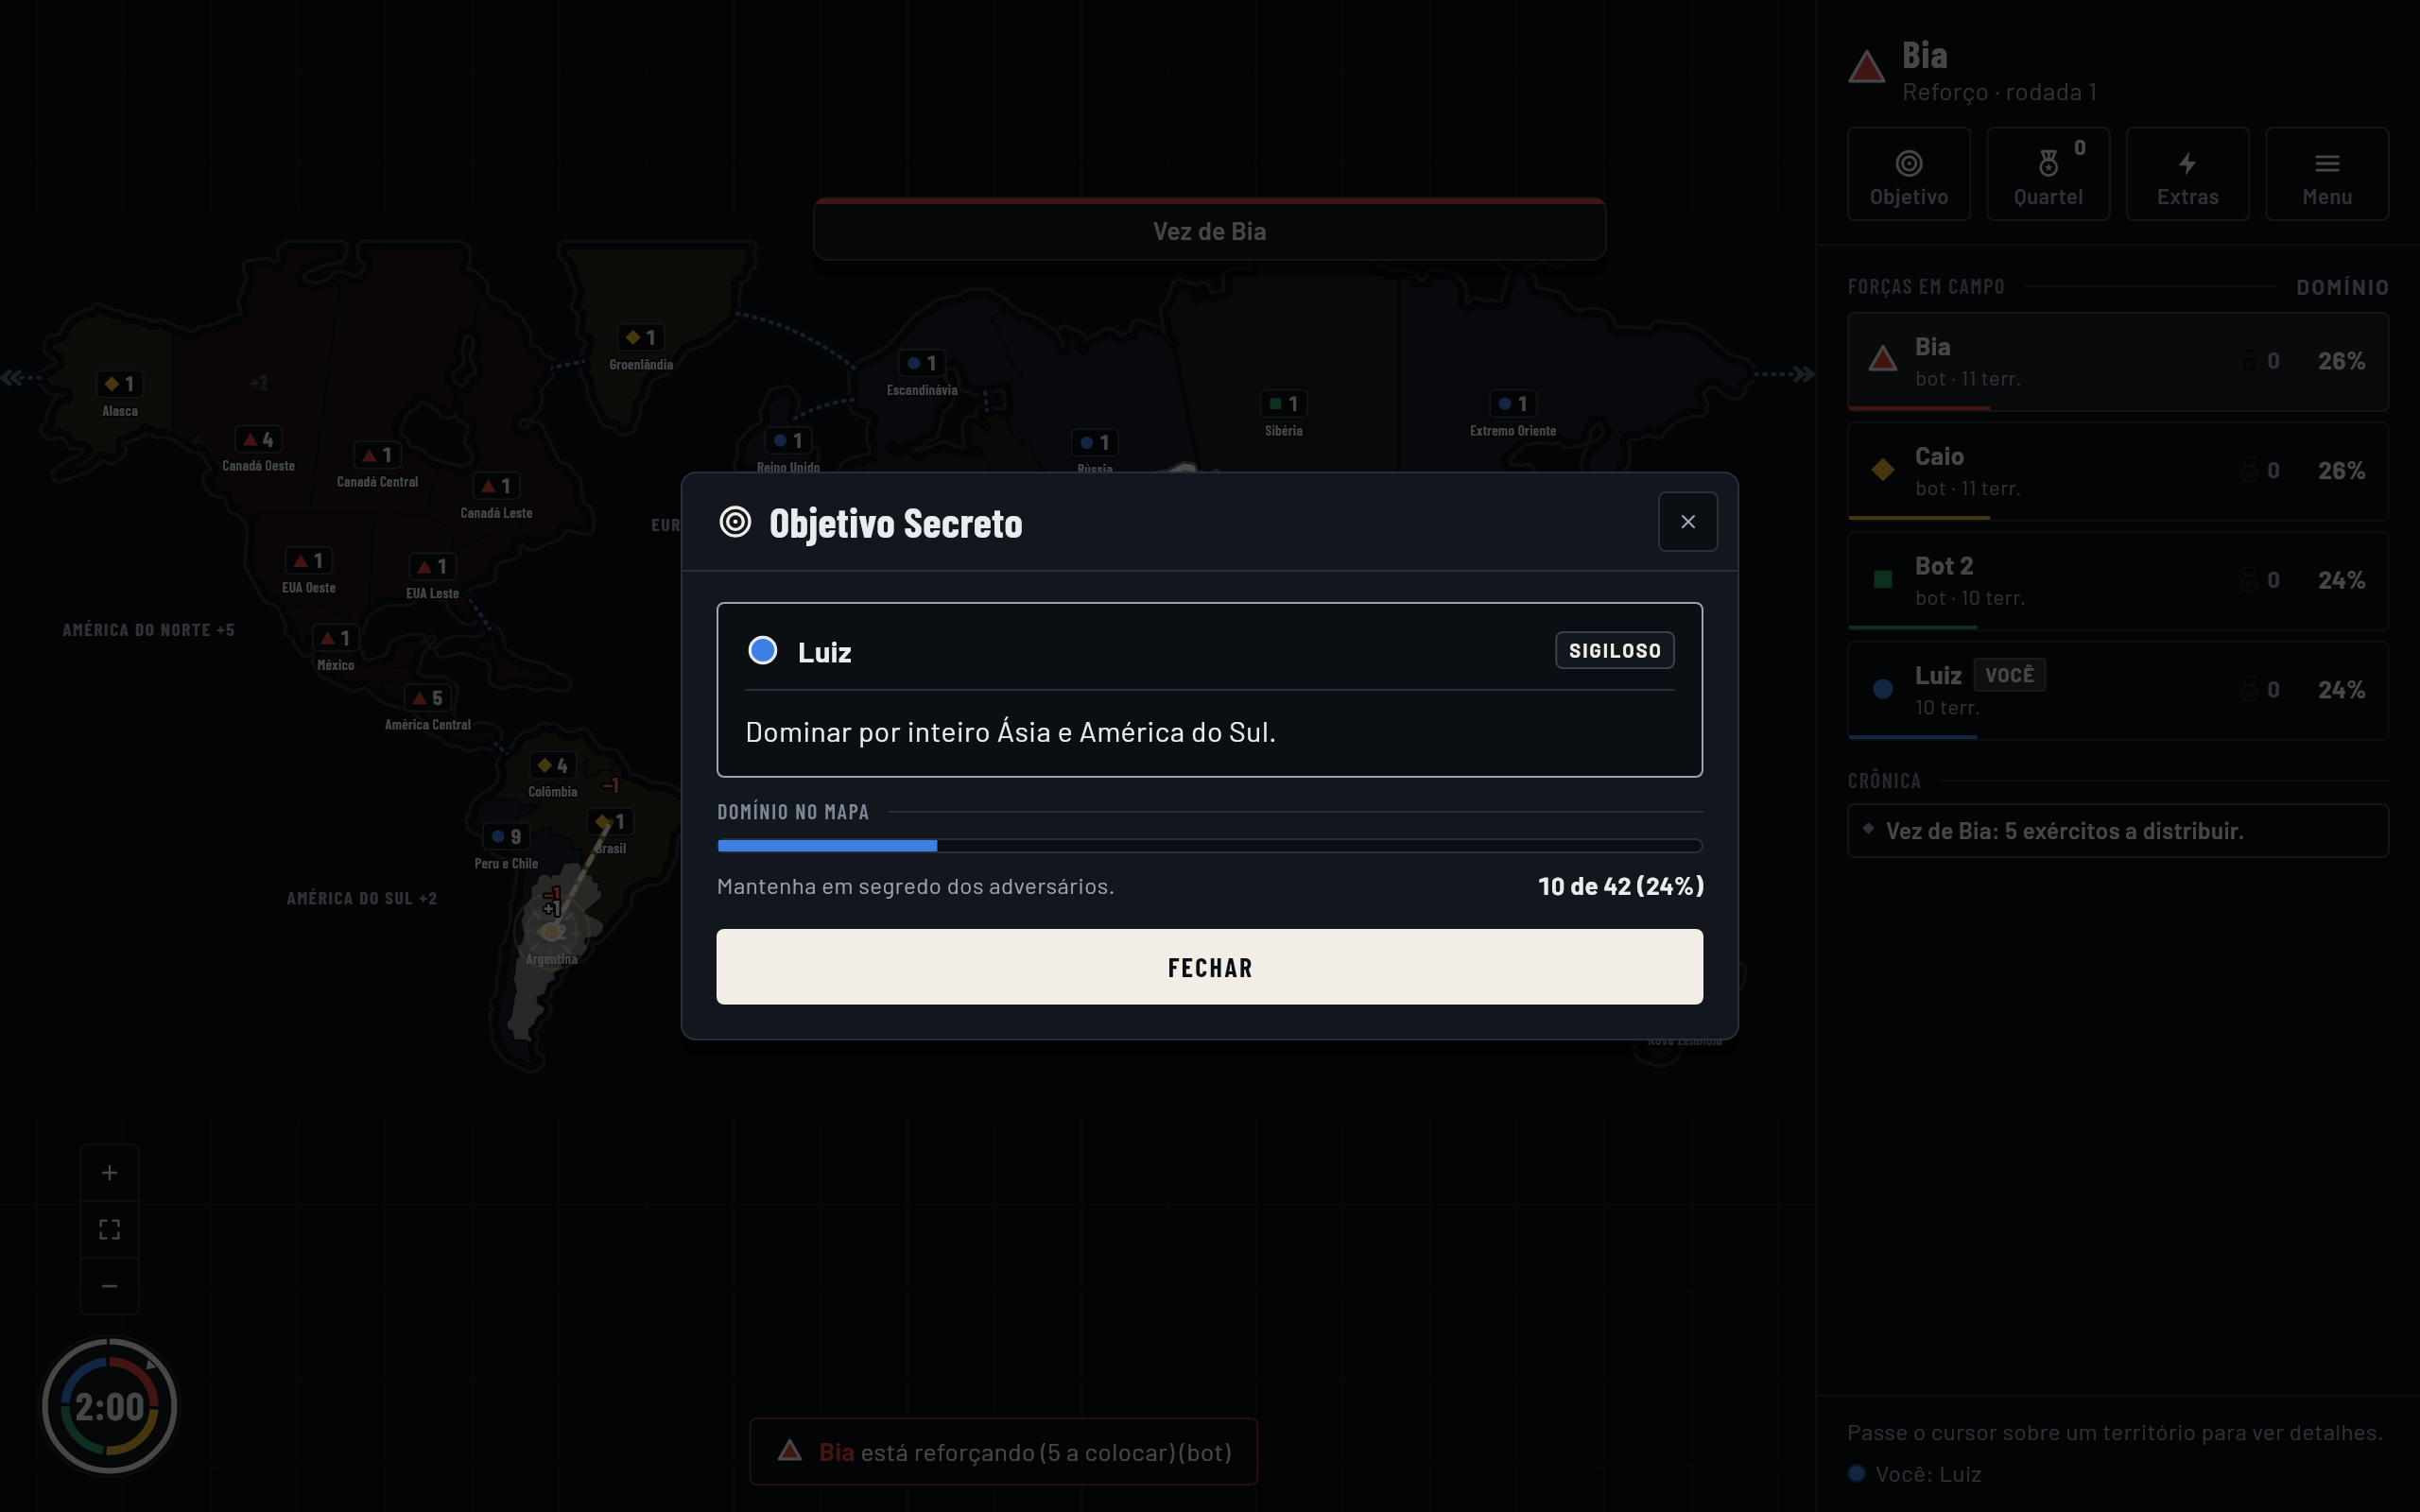 Bia
Reforço · rodada 1
Objetivo
0
Quartel
Extras
Menu
Vez de Bia
FORÇAS EM CAMPO
DOMÍNIO
Bia
bot · 11 terr.
0
26%
Caio
bot · 11 terr.
0
26%
Bot 2
bot · 10 terr.
0
24%
Luiz
VOCÊ
10 terr.
0
24%
CRÔNICA
Vez de Bia: 5 exércitos a distribuir.
1
Alasca
+2
4
Canadá Oeste
1
Canadá Central
1
Canadá Leste
1
Groenlândia
1
Escandinávia
1
Reino Unido
1
Rússia
1
Sibéria
1
Extremo Oriente
1
EUA Oeste
1
EUA Leste
AMÉRICA DO NORTE +5
1
México
5
América Central
4
Colômbia
−1
1
Brasil
9
Peru e Chile
AMÉRICA DO SUL +2
−1
+1
2
Argentina
EUR
Objetivo Secreto
Luiz
SIGILOSO
Dominar por inteiro Ásia e América do Sul.
DOMÍNIO NO MAPA
Mantenha em segredo dos adversários.
10 de 42 (24%)
FECHAR
Nova Zelândia
2:00
Bia está reforçando (5 a colocar) (bot)
Passe o cursor sobre um território para ver detalhes.
Você: Luiz